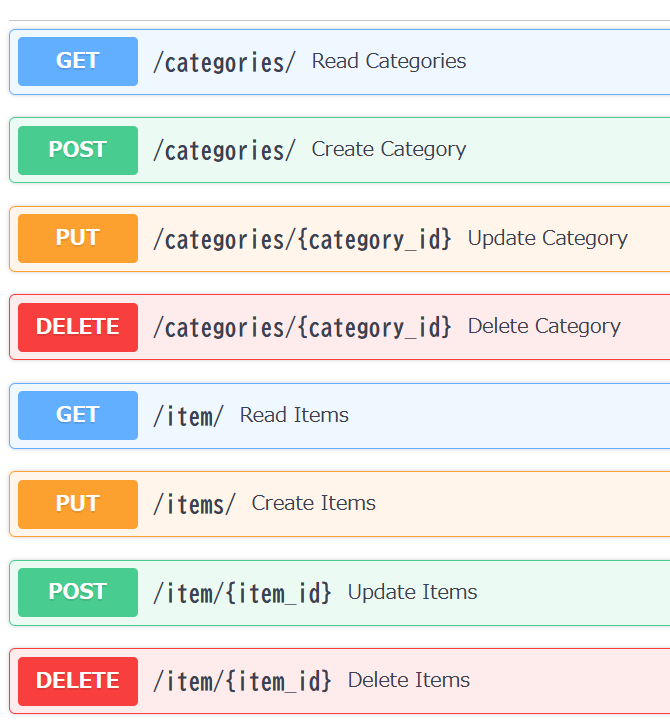 GET /categories/ Read Categories
POST /categories/ Create Category
PUT /categories/{category_id} Update Category
DELETE /categories/{category_id} Delete Category
GET /item/ Read Items
PUT /items/ Create Items
POST /item/{item_id} Update Items
DELETE /item/{item_id} Delete Items